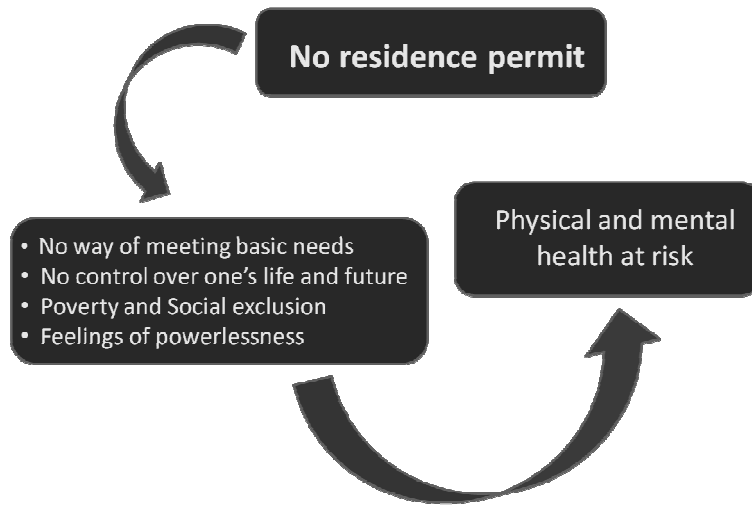 No residence permit
• No way of meeting basic needs
• No control over one's life and future
• Poverty and Social exclusion
• Feelings of powerlessness
Physical and mental
health at risk